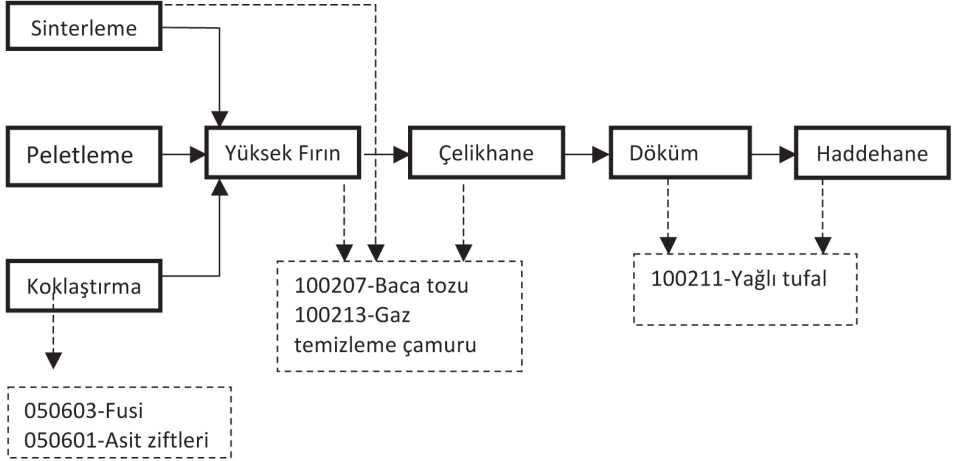 Sinterleme
Peletleme
Yüksek Fırın
Çelikhane
Döküm
Haddehane
Koklaştırma
100207-Baca tozu
100213-Gaz
temizleme çamuru
100211-Yağlı tufal
050603-Fusi
050601-Asit ziftleri